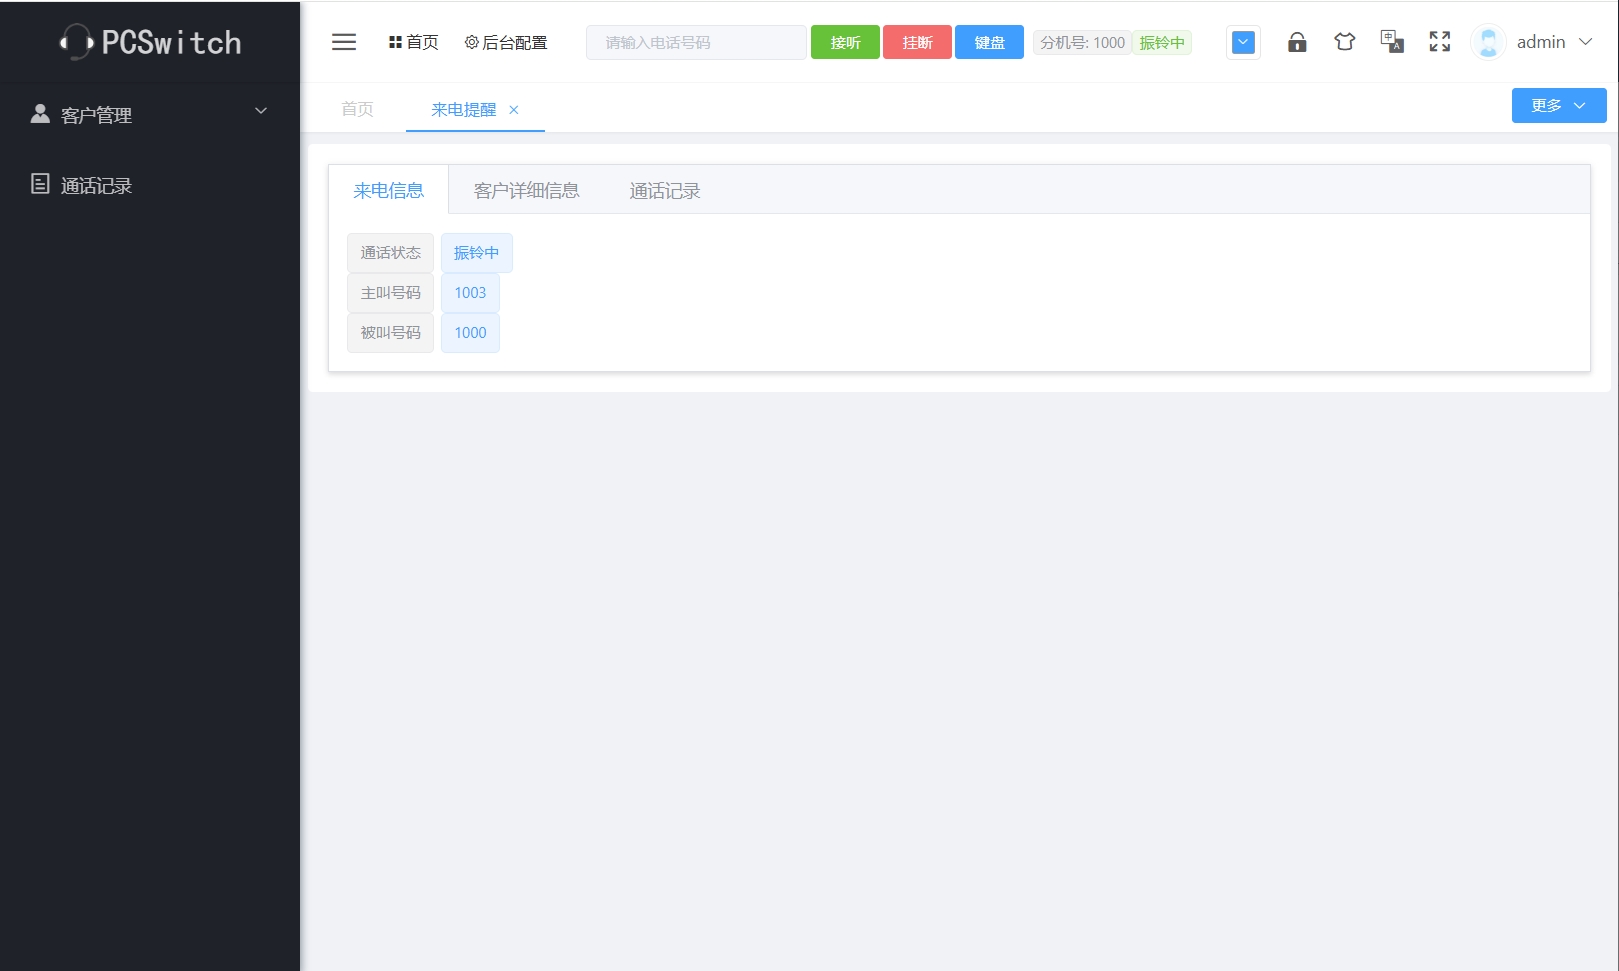 PCSwitch
首页
后台配置
请输入电话号码
接听
挂断
键盘
分机号: 1000
振铃中
中
A
admin
客户管理
通话记录
首页
来电提醒
更多
来电信息
客户详细信息
通话记录
通话状态
振铃中
主叫号码
1003
被叫号码
1000